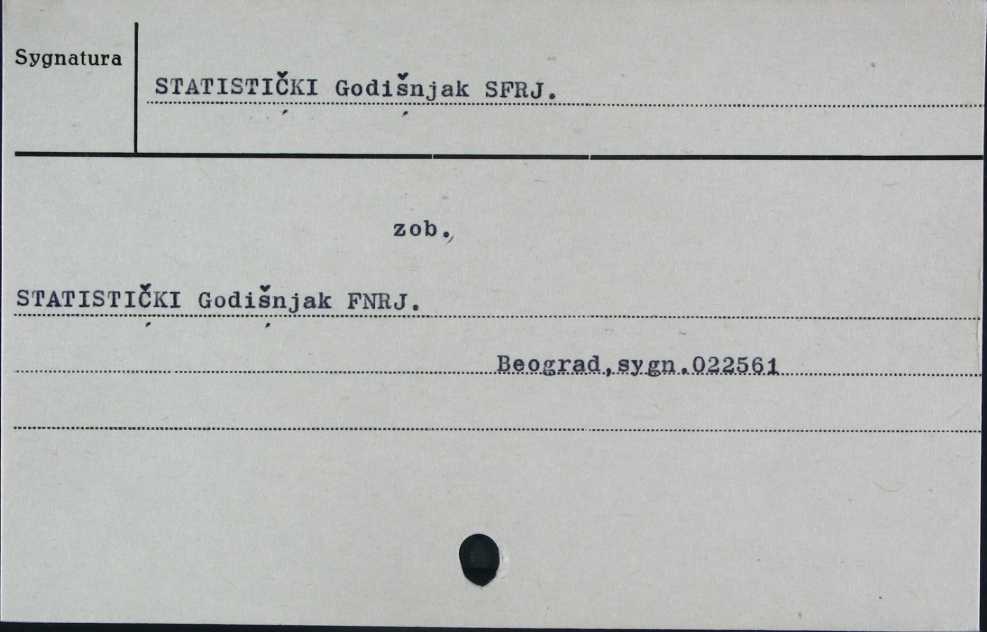 Sygnatura
STATISTIČKI Godišnjak SFRJ.
zob.,
STATISTIČKI Godišnjak FNRJ.
Beograd,sygn.022561